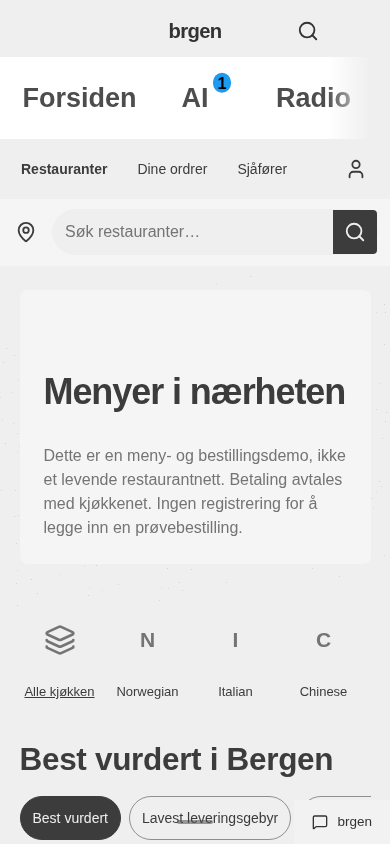 brgen
Forsiden AI 1 Radio
Restauranter Dine ordrer Sjåfører
Søk restauranter…
Menyer i nærheten
Dette er en meny- og bestillingsdemo, ikke
et levende restaurantnett. Betaling avtales
med kjøkkenet. Ingen registrering for å
legge inn en prøvebestilling.
N I C
Alle kjøkken Norwegian Italian Chinese
Best vurdert i Bergen
Best vurdert Lavest leveringsgebyr brgen